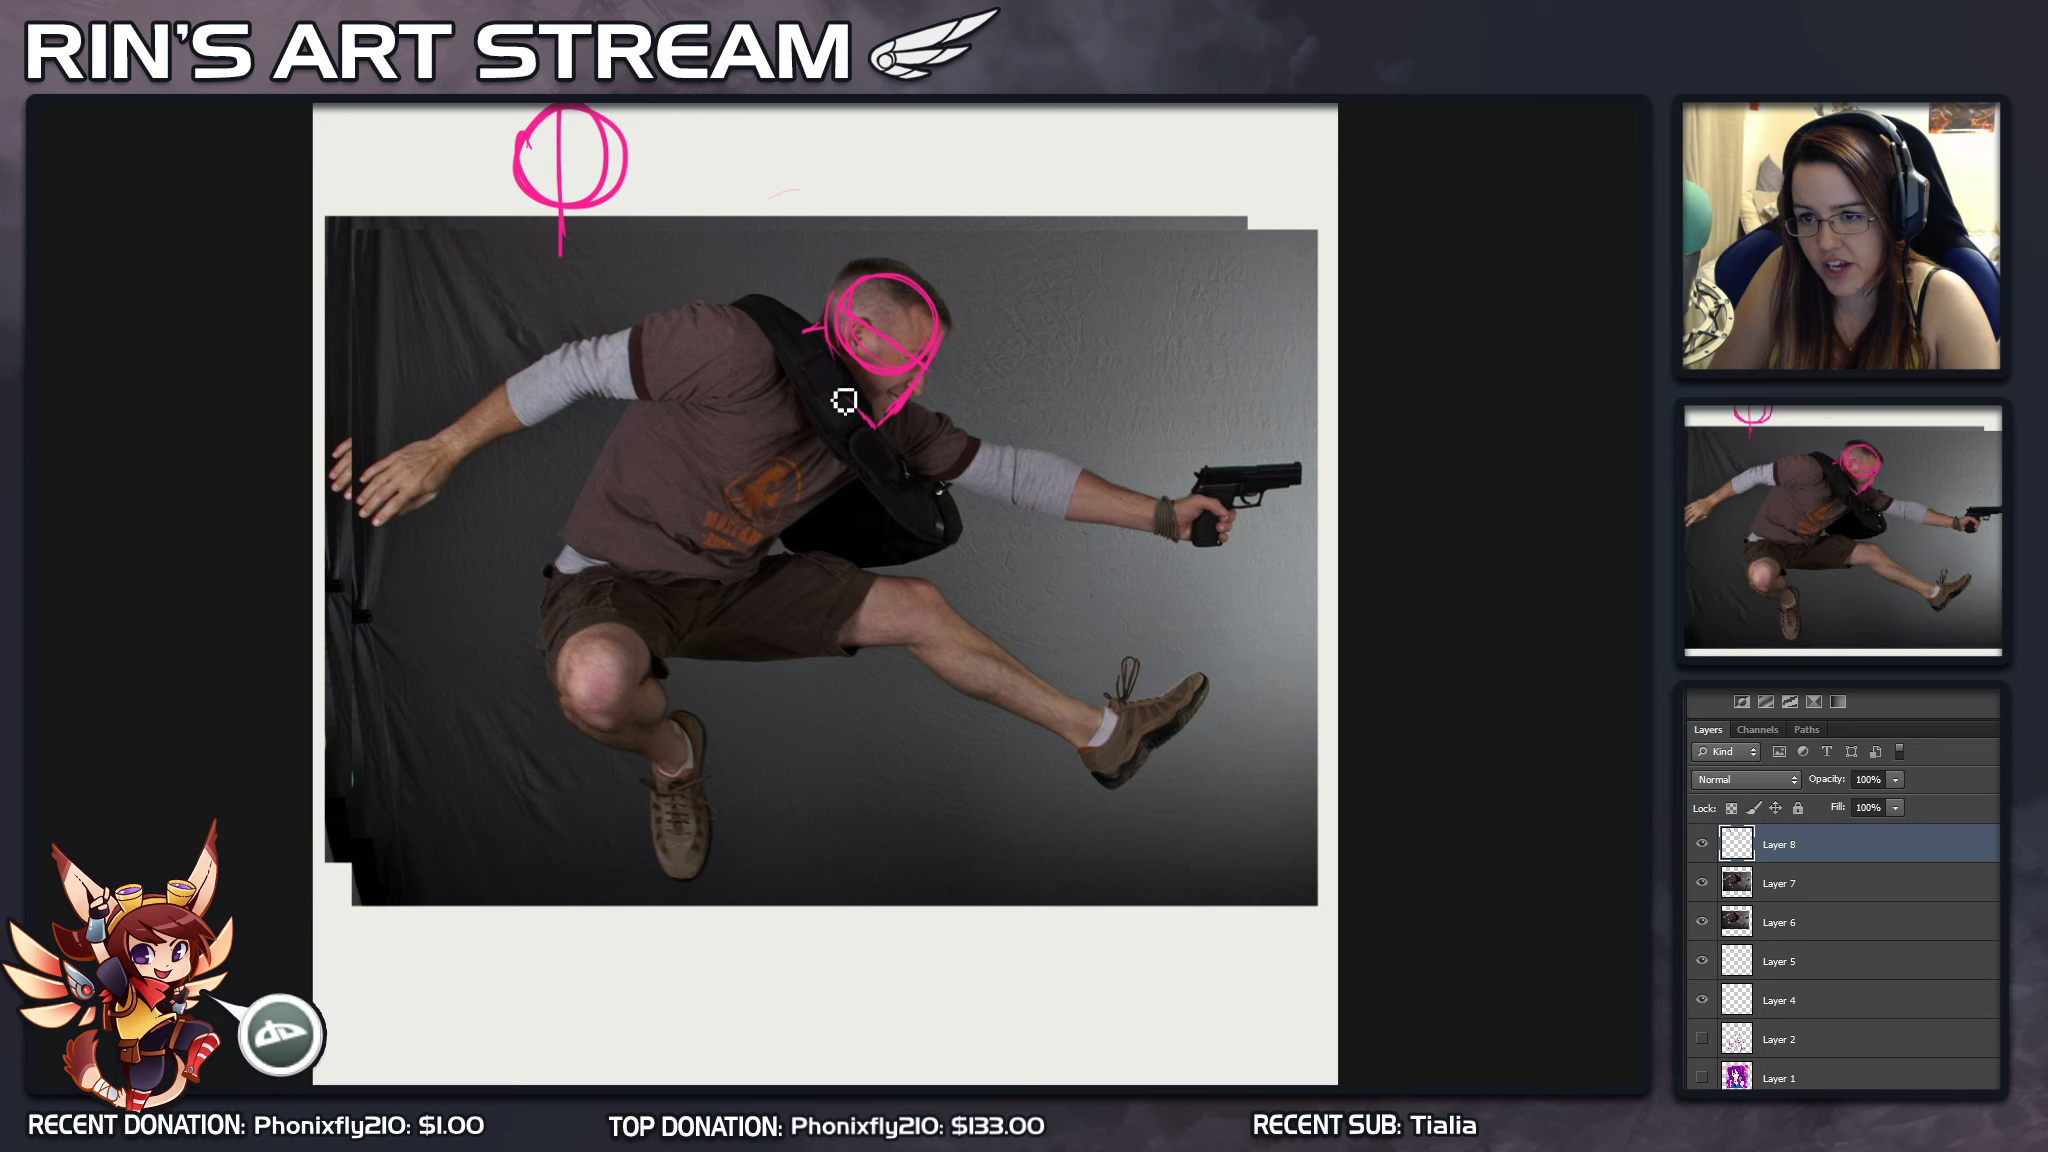 RIN'S ART STREAM
Layers Channels Paths
Kind
Normal Opacity: 100%
Lock: Fill: 100%
Layer 8
Layer 7
Layer 6
Layer 5
Layer 4
Layer 2
Layer 1
RECENT DONATION: Phonixfly210: $1.00
TOP DONATION: Phonixfly210: $133.00
RECENT SUB: Tialia